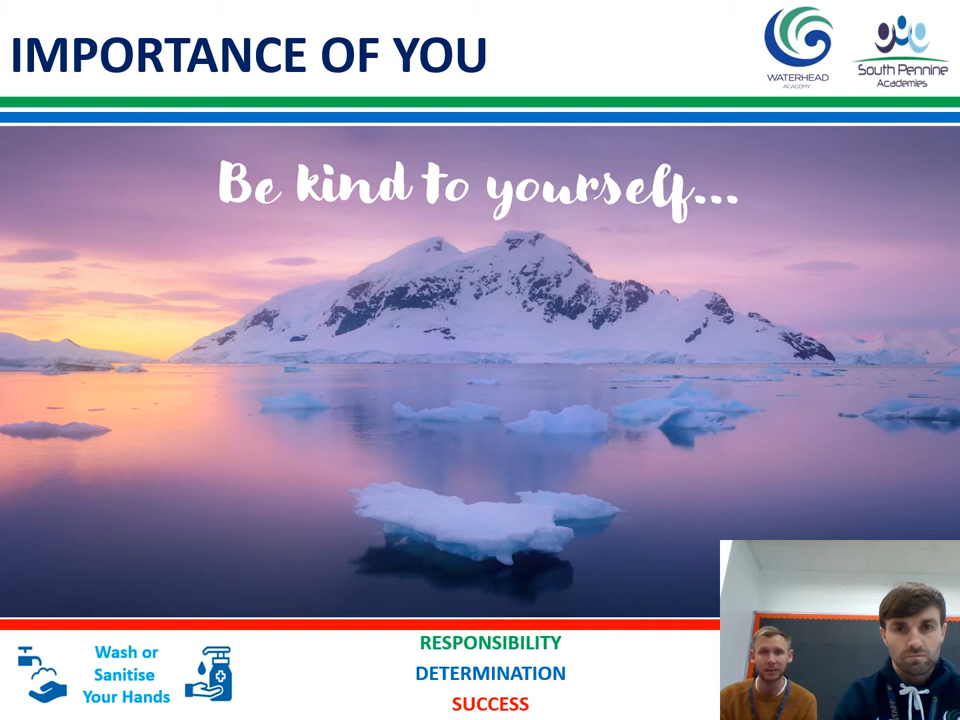 IMPORTANCE OF YOU
WATERHEAD
ACADEMY
South Pennine
Academies
Be kind to yourself...
Wash or
Sanitise
Your Hands
RESPONSIBILITY
DETERMINATION
SUCCESS
STAFF